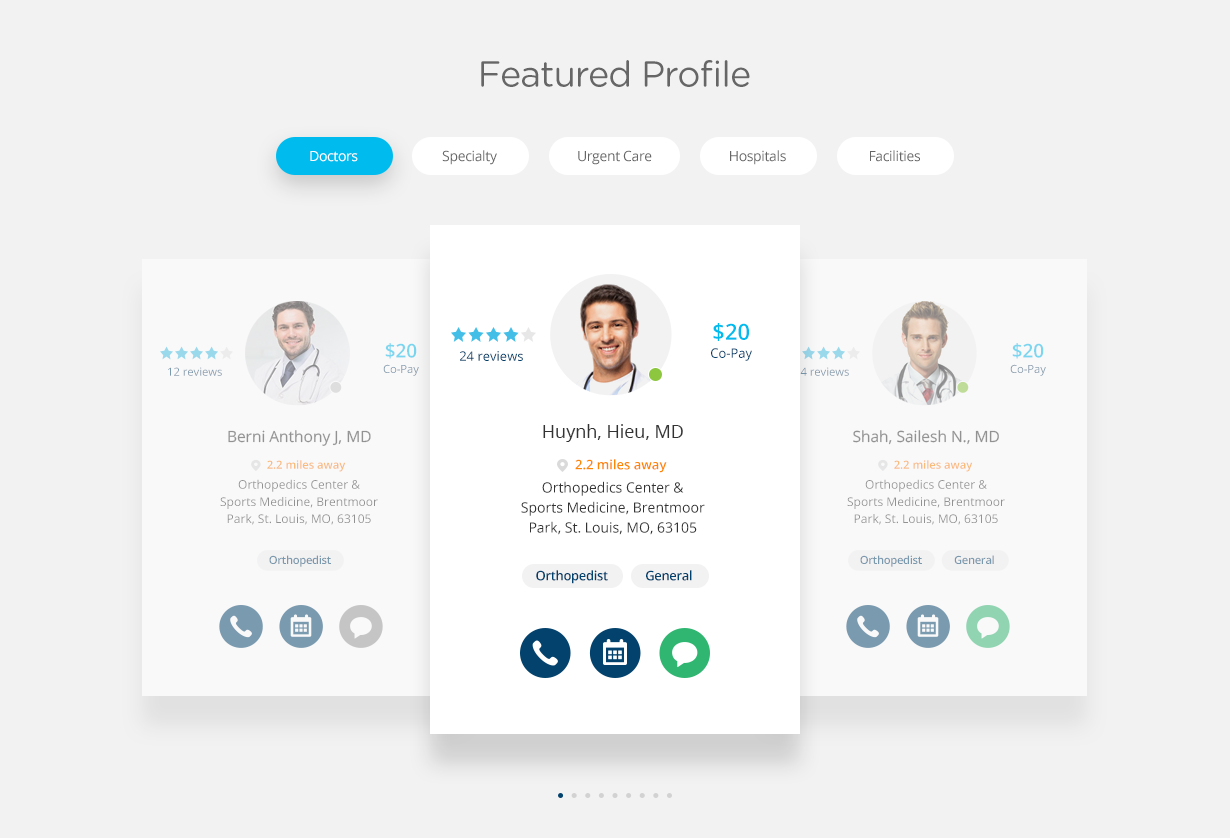 Featured Profile
Doctors
Specialty
Urgent Care
Hospitals
Facilities
12 reviews
$20
Co-Pay
Berni Anthony J, MD
2.2 miles away
Orthopedics Center &
Sports Medicine, Brentmoor
Park, St. Louis, MO, 63105
Orthopedist
24 reviews
$20
Co-Pay
Huynh, Hieu, MD
2.2 miles away
Orthopedics Center &
Sports Medicine, Brentmoor
Park, St. Louis, MO, 63105
Orthopedist
General
4 reviews
$20
Co-Pay
Shah, Sailesh N., MD
2.2 miles away
Orthopedics Center &
Sports Medicine, Brentmoor
Park, St. Louis, MO, 63105
Orthopedist
General